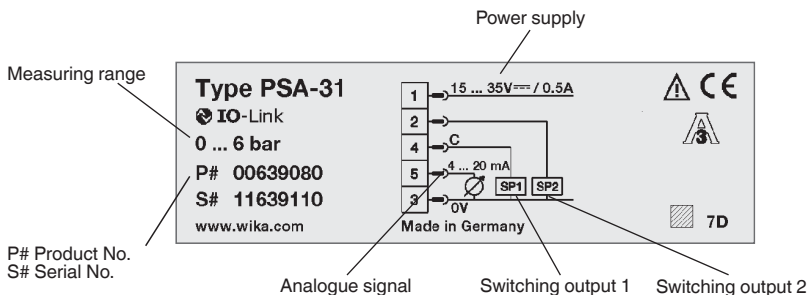 Power supply
Measuring range
Type PSA-31
IO-Link
0 ... 6 bar
P# 00639080
S# 11639110
www.wika.com
1
15 ... 35V⎓ / 0.5A
2
4
C
5
4 ... 20 mA
SP1
SP2
3
0V
Made in Germany
CE
3
7D
P# Product No.
S# Serial No.
Analogue signal
Switching output 1
Switching output 2